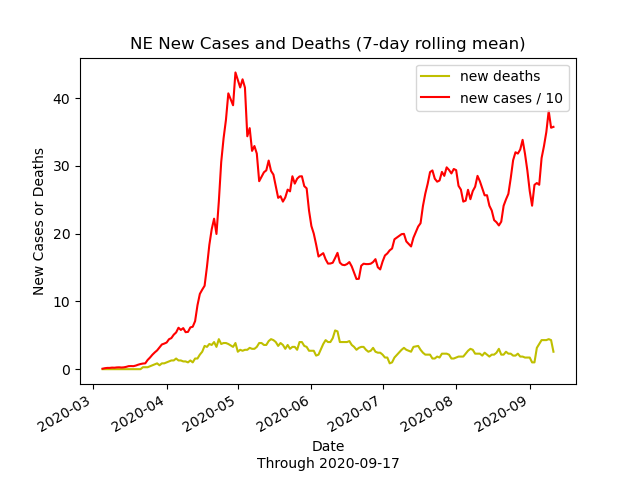 NE New Cases and Deaths (7-day rolling mean)
new deaths
new cases / 10
40
30
20
10
0
New Cases or Deaths
2020-03
2020-04
2020-05
2020-06
2020-07
2020-08
2020-09
Date
Through 2020-09-17